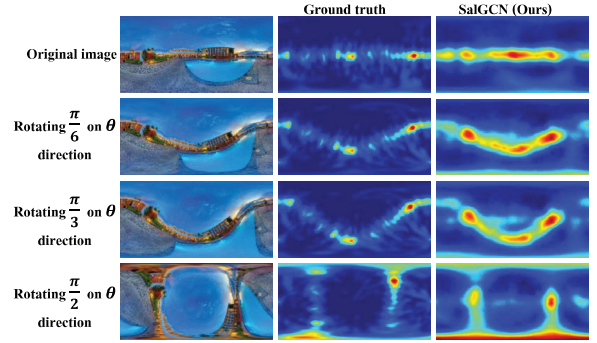 Ground truth
SalGCN (Ours)
Original image
Rotating π/6 on θ
direction
Rotating π/3 on θ
direction
Rotating π/2 on θ
direction